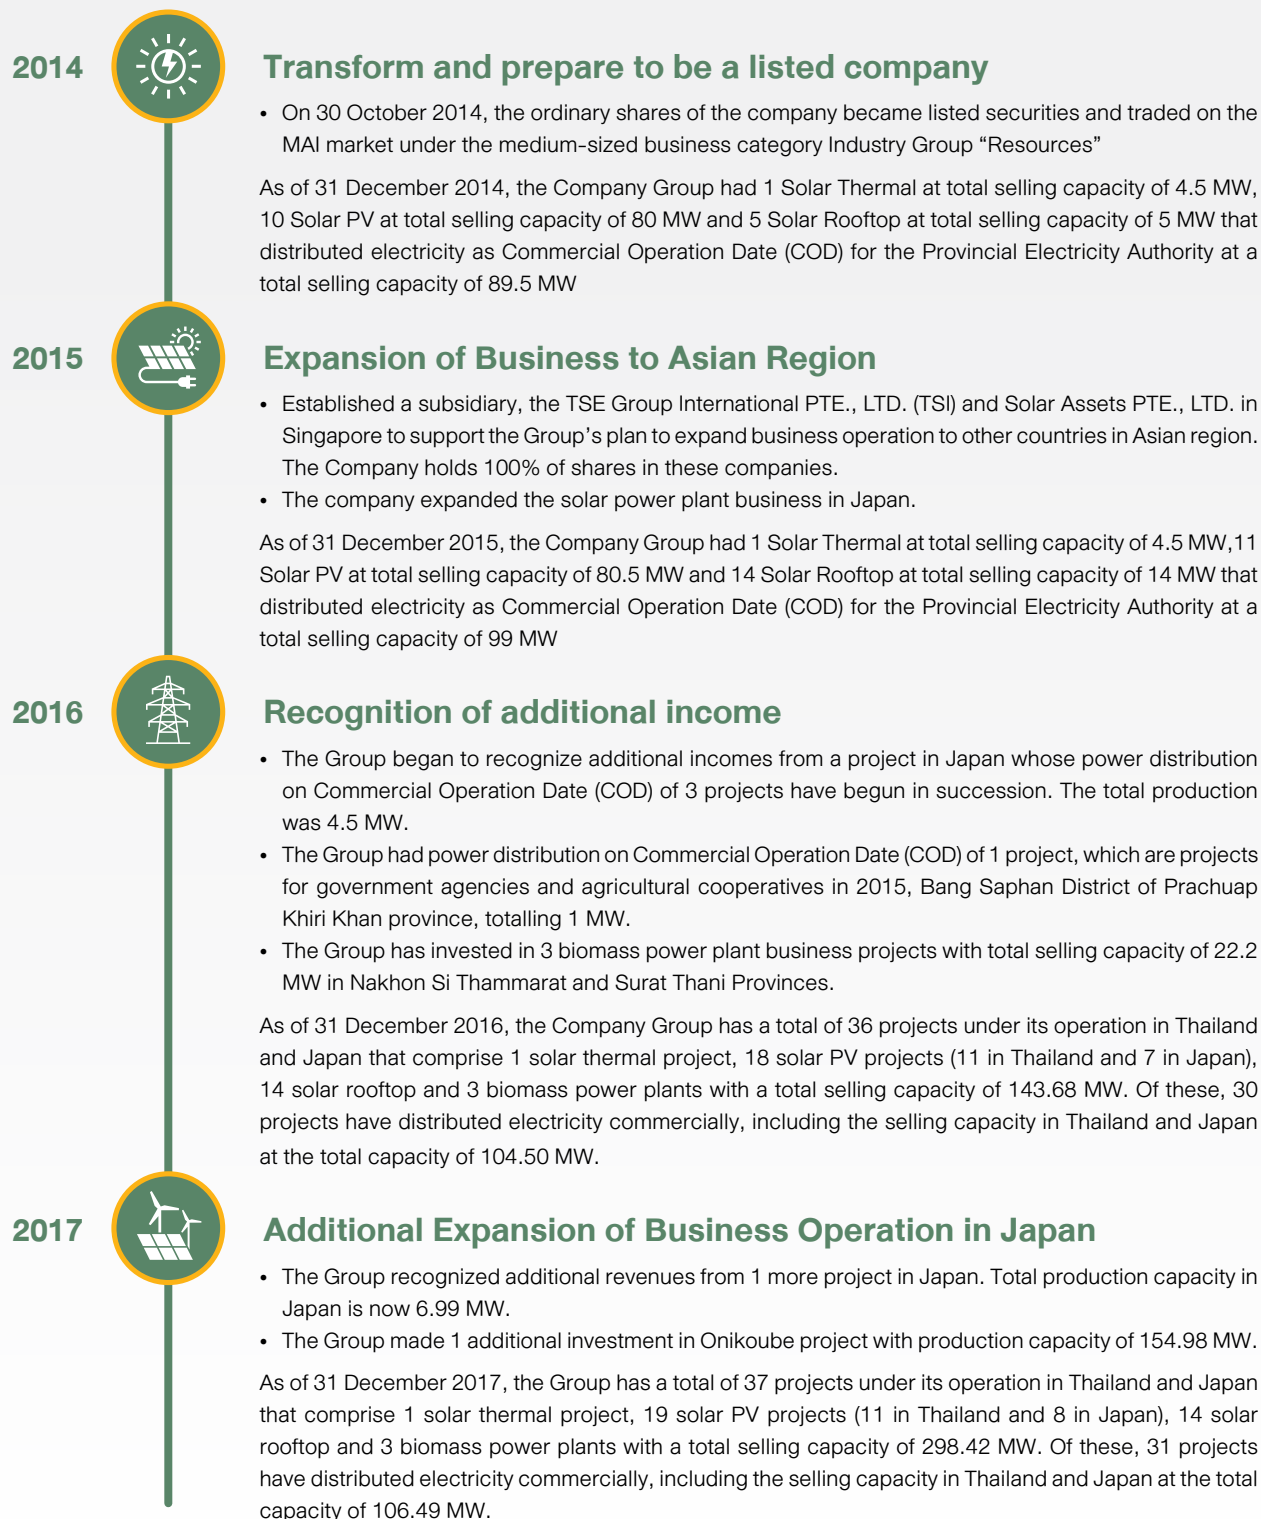 2014
Transform and prepare to be a listed company
• On 30 October 2014, the ordinary shares of the company became listed securities and traded on the
MAI market under the medium-sized business category Industry Group “Resources”
As of 31 December 2014, the Company Group had 1 Solar Thermal at total selling capacity of 4.5 MW,
10 Solar PV at total selling capacity of 80 MW and 5 Solar Rooftop at total selling capacity of 5 MW that
distributed electricity as Commercial Operation Date (COD) for the Provincial Electricity Authority at a
total selling capacity of 89.5 MW
2015
Expansion of Business to Asian Region
• Established a subsidiary, the TSE Group International PTE., LTD. (TSI) and Solar Assets PTE., LTD. in
Singapore to support the Group’s plan to expand business operation to other countries in Asian region.
The Company holds 100% of shares in these companies.
• The company expanded the solar power plant business in Japan.
As of 31 December 2015, the Company Group had 1 Solar Thermal at total selling capacity of 4.5 MW,11
Solar PV at total selling capacity of 80.5 MW and 14 Solar Rooftop at total selling capacity of 14 MW that
distributed electricity as Commercial Operation Date (COD) for the Provincial Electricity Authority at a
total selling capacity of 99 MW
2016
Recognition of additional income
• The Group began to recognize additional incomes from a project in Japan whose power distribution
on Commercial Operation Date (COD) of 3 projects have begun in succession. The total production
was 4.5 MW.
• The Group had power distribution on Commercial Operation Date (COD) of 1 project, which are projects
for government agencies and agricultural cooperatives in 2015, Bang Saphan District of Prachuap
Khiri Khan province, totalling 1 MW.
• The Group has invested in 3 biomass power plant business projects with total selling capacity of 22.2
MW in Nakhon Si Thammarat and Surat Thani Provinces.
As of 31 December 2016, the Company Group has a total of 36 projects under its operation in Thailand
and Japan that comprise 1 solar thermal project, 18 solar PV projects (11 in Thailand and 7 in Japan),
14 solar rooftop and 3 biomass power plants with a total selling capacity of 143.68 MW. Of these, 30
projects have distributed electricity commercially, including the selling capacity in Thailand and Japan
at the total capacity of 104.50 MW.
2017
Additional Expansion of Business Operation in Japan
• The Group recognized additional revenues from 1 more project in Japan. Total production capacity in
Japan is now 6.99 MW.
• The Group made 1 additional investment in Onikoube project with production capacity of 154.98 MW.
As of 31 December 2017, the Group has a total of 37 projects under its operation in Thailand and Japan
that comprise 1 solar thermal project, 19 solar PV projects (11 in Thailand and 8 in Japan), 14 solar
rooftop and 3 biomass power plants with a total selling capacity of 298.42 MW. Of these, 31 projects
have distributed electricity commercially, including the selling capacity in Thailand and Japan at the total
capacity of 106.49 MW.